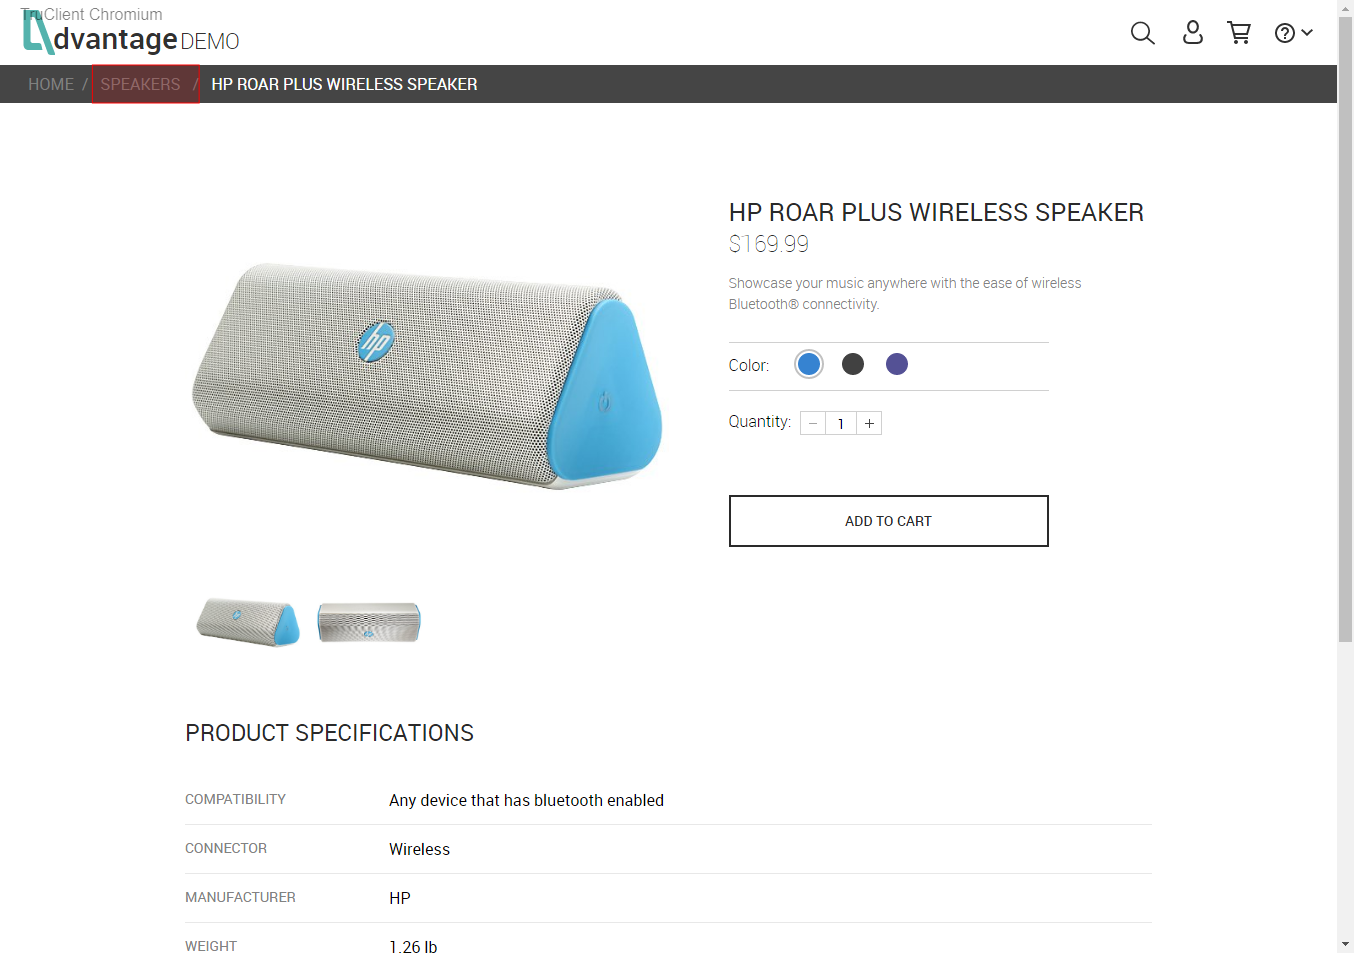 TruClient Chromium
dvantage DEMO
HOME / SPEAKERS / HP ROAR PLUS WIRELESS SPEAKER
hp
HP ROAR PLUS WIRELESS SPEAKER
$169.99
Showcase your music anywhere with the ease of wireless
Bluetooth® connectivity.
Color:
Quantity: − 1 +
ADD TO CART
PRODUCT SPECIFICATIONS
COMPATIBILITY Any device that has bluetooth enabled
CONNECTOR Wireless
MANUFACTURER HP
WEIGHT 1.26 lb